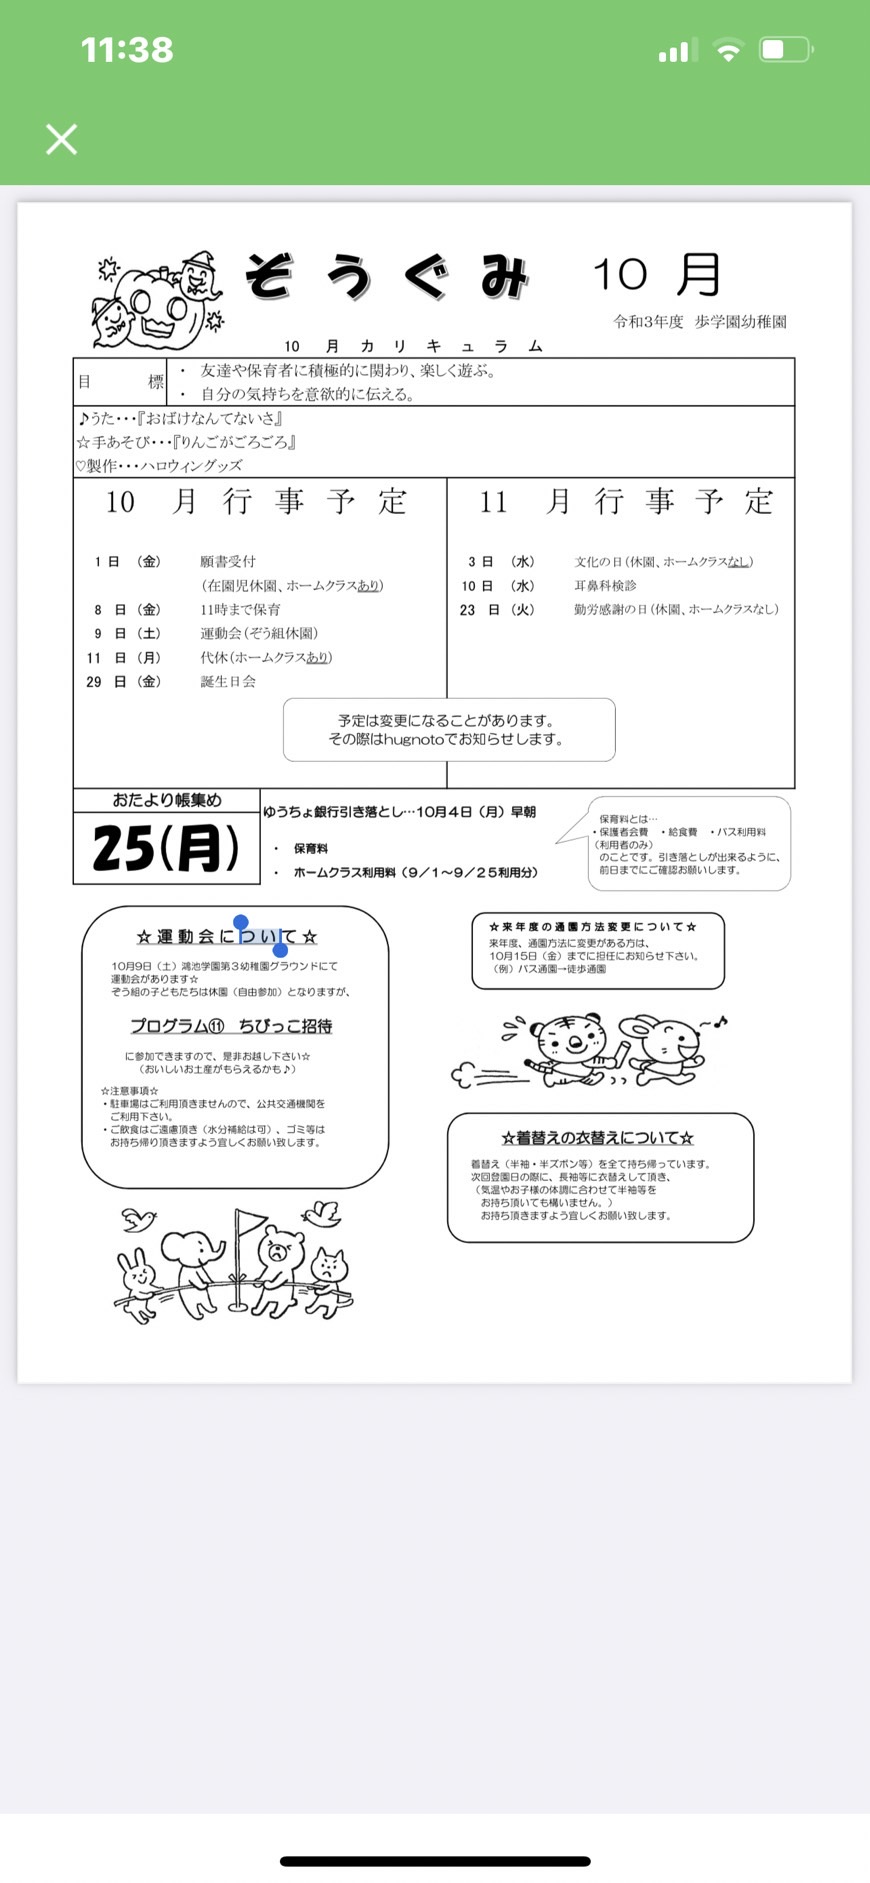 11:38
ぞうぐみ 10月
令和3年度 歩学園幼稚園
10月カリキュラム
目標
・ 友達や保育者に積極的に関わり、楽しく遊ぶ。
・ 自分の気持ちを意欲的に伝える。
♪うた・・・『おばけなんてないさ』
☆手あそび・・・『りんごがごろごろ』
♡製作・・・ハロウィングッズ
10月行事予定
1日(金) 願書受付
(在園児休園、ホームクラスあり)
8日(金) 11時まで保育
9日(土) 運動会(ぞう組休園)
11日(月) 代休(ホームクラスあり)
29日(金) 誕生日会
11月行事予定
3日(水) 文化の日(休園、ホームクラスなし)
10日(水) 耳鼻科検診
23日(火) 勤労感謝の日(休園、ホームクラスなし)
予定は変更になることがあります。
その際はhugnotoでお知らせします。
おたより帳集め
25(月)
ゆうちょ銀行引き落とし…10月4日(月)早朝
・ 保育料
・ ホームクラス利用料(9/1～9/25利用分)
保育料とは…
・保護者会費 ・給食費 ・バス利用料
(利用者のみ)
のことです。引き落としが出来るように、
前日までにご確認お願いします。
☆運動会について☆
10月9日(土)鴻池学園第3幼稚園グラウンドにて
運動会があります☆
ぞう組の子どもたちは休園(自由参加)となりますが、
プログラム⑪ ちびっこ招待
に参加できますので、是非お越し下さい☆
(おいしいお土産がもらえるかも♪)
☆注意事項☆
・駐車場はご利用頂きませんので、公共交通機関を
ご利用下さい。
・ご飲食はご遠慮頂き(水分補給は可)、ゴミ等は
お持ち帰り頂きますよう宜しくお願い致します。
☆来年度の通園方法変更について☆
来年度、通園方法に変更がある方は、
10月15日(金)までに担任にお知らせ下さい。
(例)バス通園→徒歩通園
☆着替えの衣替えについて☆
着替え(半袖・半ズボン等)を全て持ち帰っています。
次回登園日の際に、長袖等に衣替えして頂き、
(気温やお子様の体調に合わせて半袖等を
お持ち頂いても構いません。)
お持ち頂きますよう宜しくお願い致します。